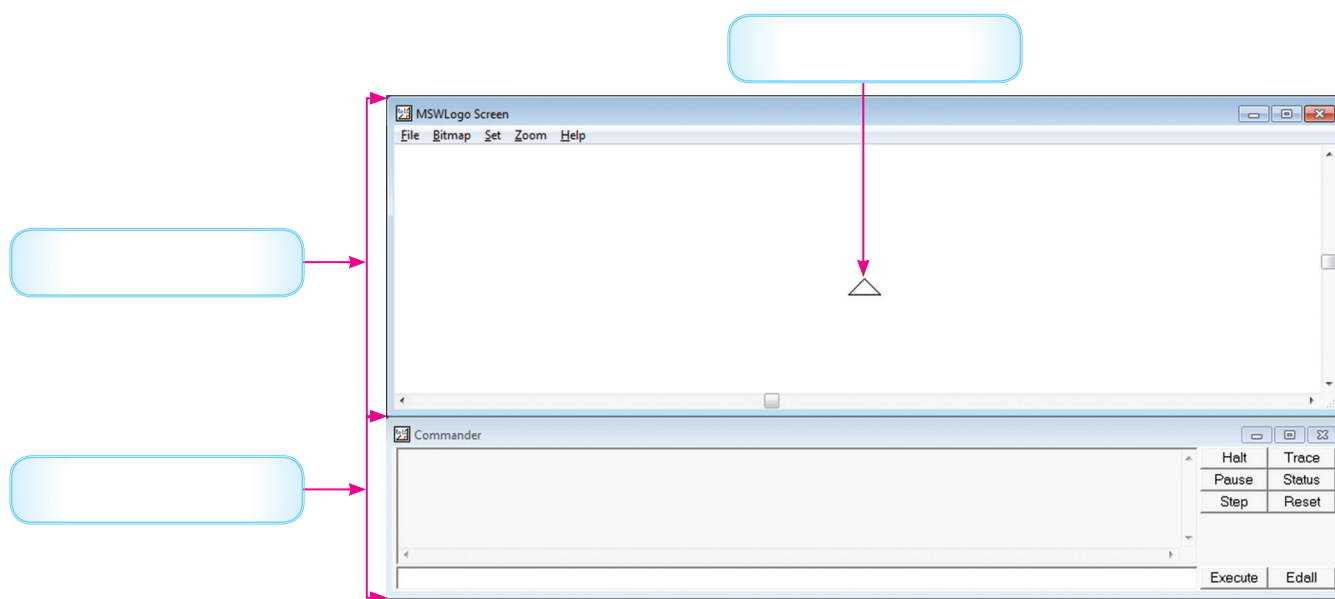 MSWLogo Screen
File Bitmap Set Zoom Help
Commander
Halt Trace
Pause Status
Step Reset
Execute Edall